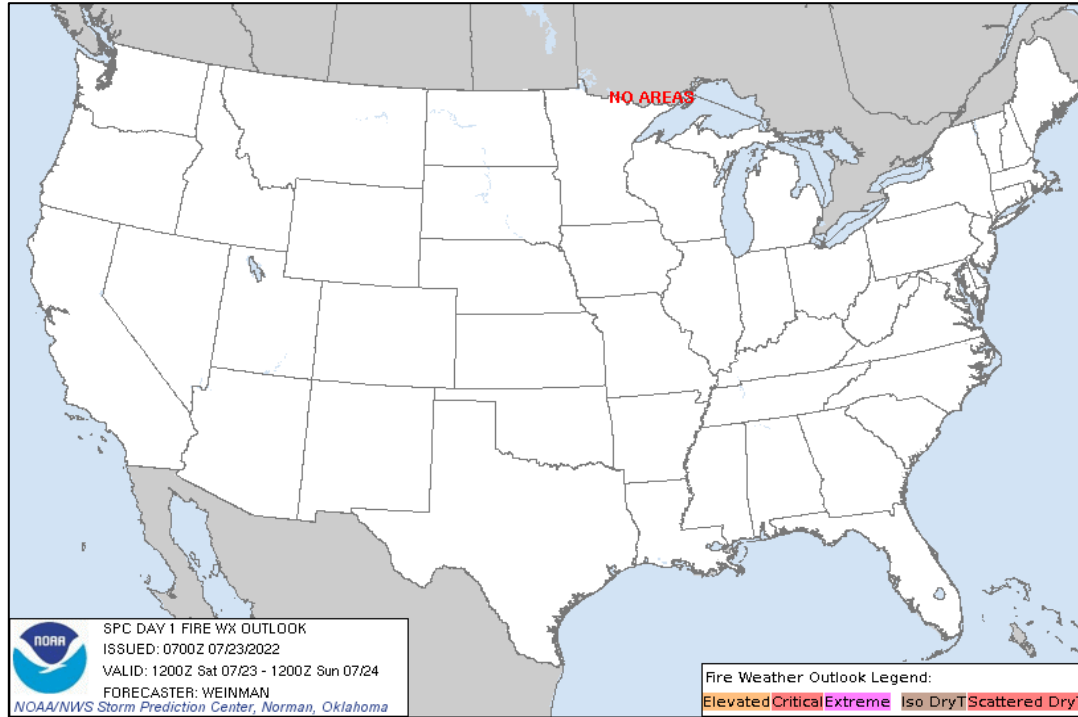 NO AREAS
NOAA
SPC DAY 1 FIRE WX OUTLOOK
ISSUED: 0700Z 07/23/2022
VALID: 1200Z Sat 07/23 - 1200Z Sun 07/24
FORECASTER: WEINMAN
NOAA/NWS Storm Prediction Center, Norman, Oklahoma
Fire Weather Outlook Legend:
Elevated Critical Extreme Iso DryT Scattered DryT